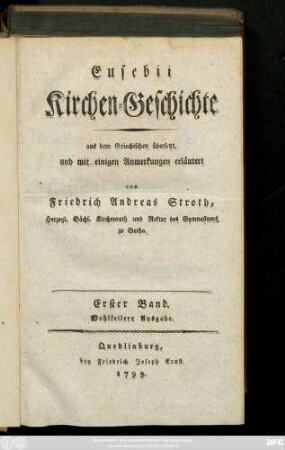 Eusebii
Kirchen-Geschichte
aus dem Griechischen übersetzt,
und mit einigen Anmerkungen erläutert
von
Friedrich Andreas Stroth,
Herzogl. Sächs. Kirchenrath und Rektor des Gymnasiums
zu Gotha.
Erster Band.
Wohlfeilere Ausgabe.
Quedlinburg,
bey Friedrich Joseph Ernst.
1799.